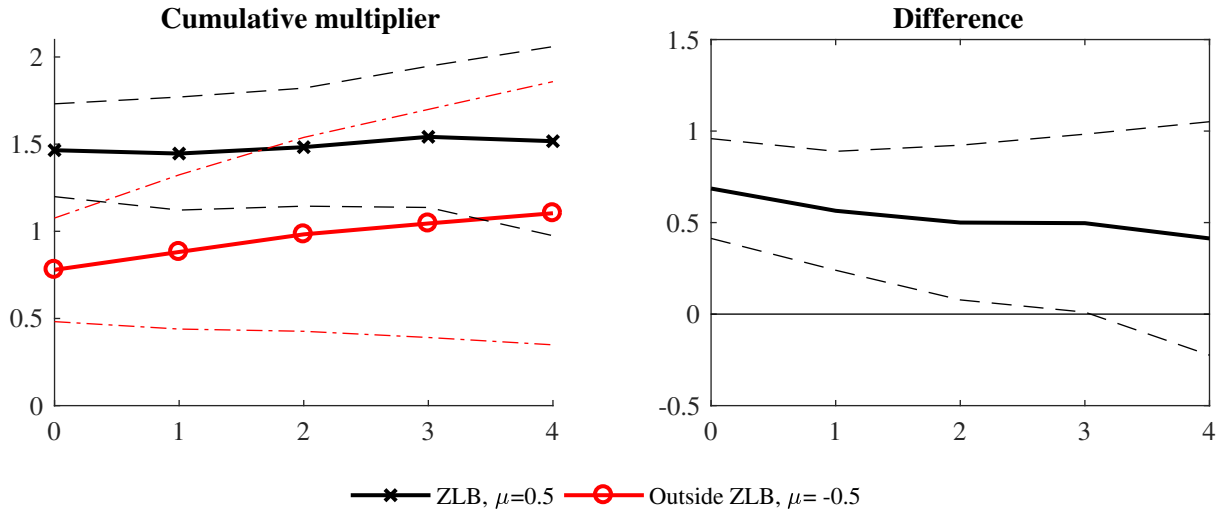 Cumulative multiplier
2
1.5
1
0.5
0
0 1 2 3 4
Difference
1.5
1
0.5
0
-0.5
0 1 2 3 4
ZLB, μ=0.5 Outside ZLB, μ= -0.5